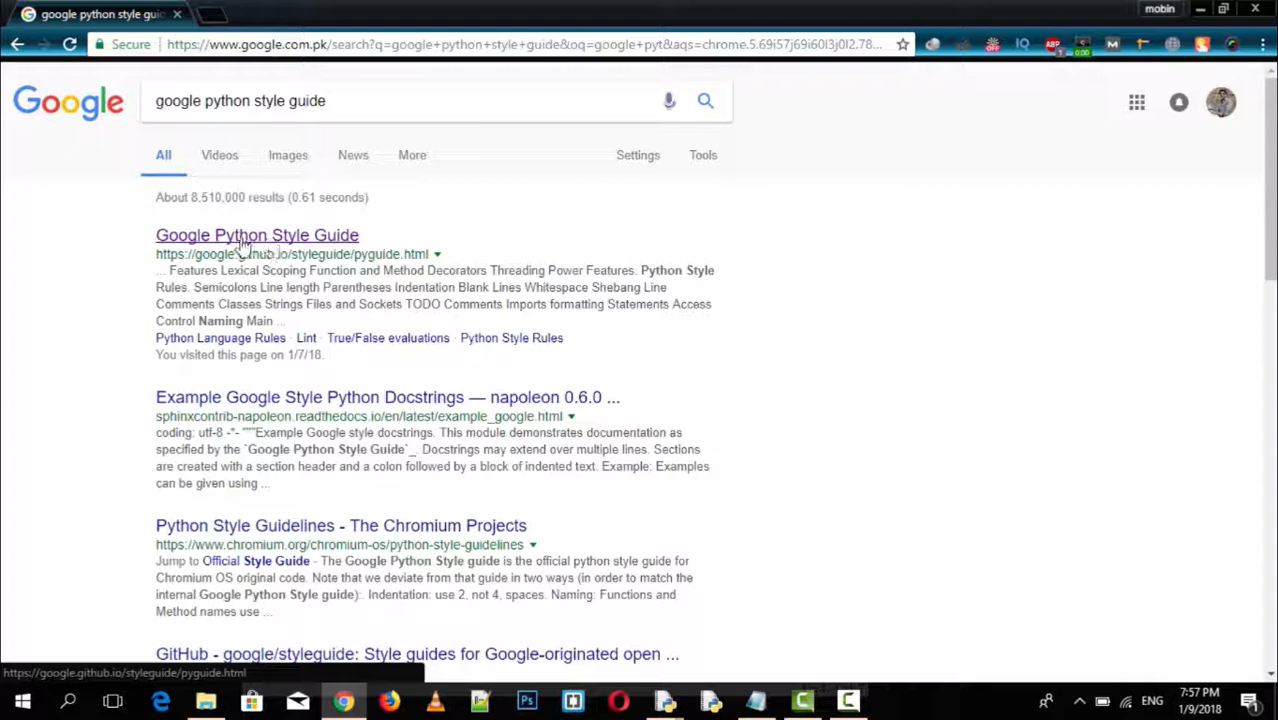 google python style gui
mobin
Secure
https://www.google.com.pk/search?q=google+python+style+guide&oq=google+pyt&aqs=chrome.5.69i57j69i60l3j0l2.78...
OFF
IQ
ABP
1
0:00
M
Google
google python style guide
All Videos Images News More Settings Tools
About 8,510,000 results (0.61 seconds)
Google Python Style Guide
https://google.github.io/styleguide/pyguide.html
... Features Lexical Scoping Function and Method Decorators Threading Power Features. Python Style
Rules. Semicolons Line length Parentheses Indentation Blank Lines Whitespace Shebang Line
Comments Classes Strings Files and Sockets TODO Comments Imports formatting Statements Access
Control Naming Main ...
Python Language Rules · Lint · True/False evaluations · Python Style Rules
You visited this page on 1/7/18.
Example Google Style Python Docstrings — napoleon 0.6.0 ...
sphinxcontrib-napoleon.readthedocs.io/en/latest/example_google.html
coding: utf-8 -*- """Example Google style docstrings. This module demonstrates documentation as
specified by the `Google Python Style Guide`_. Docstrings may extend over multiple lines. Sections
are created with a section header and a colon followed by a block of indented text. Example: Examples
can be given using ...
Python Style Guidelines - The Chromium Projects
https://www.chromium.org/chromium-os/python-style-guidelines
Jump to Official Style Guide - The Google Python Style guide is the official python style guide for
Chromium OS original code. Note that we deviate from that guide in two ways (in order to match the
internal Google Python Style guide): Indentation: use 2, not 4, spaces. Naming: Functions and
Method names use ...
GitHub - google/styleguide: Style guides for Google-originated open ...
https://google.github.io/styleguide/pyguide.html
Ps
ENG
7:57 PM
1/9/2018
1